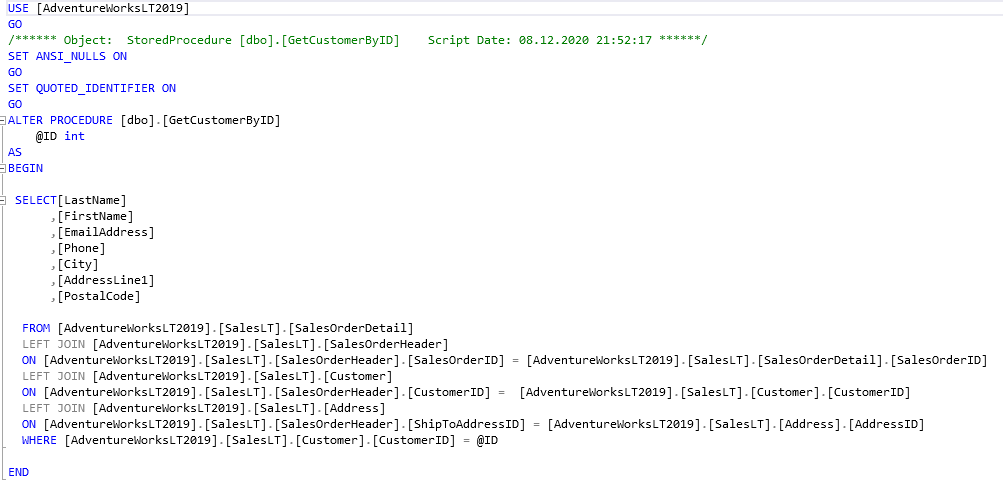 USE [AdventureWorksLT2019]
GO
/****** Object:  StoredProcedure [dbo].[GetCustomerByID]    Script Date: 08.12.2020 21:52:17 ******/
SET ANSI_NULLS ON
GO
SET QUOTED_IDENTIFIER ON
GO
ALTER PROCEDURE [dbo].[GetCustomerByID]
    @ID int
AS
BEGIN
 SELECT[LastName]
      ,[FirstName]
      ,[EmailAddress]
      ,[Phone]
      ,[City]
      ,[AddressLine1]
      ,[PostalCode]
  FROM [AdventureWorksLT2019].[SalesLT].[SalesOrderDetail]
  LEFT JOIN [AdventureWorksLT2019].[SalesLT].[SalesOrderHeader]
  ON [AdventureWorksLT2019].[SalesLT].[SalesOrderHeader].[SalesOrderID] = [AdventureWorksLT2019].[SalesLT].[SalesOrderDetail].[SalesOrderID]
  LEFT JOIN [AdventureWorksLT2019].[SalesLT].[Customer]
  ON [AdventureWorksLT2019].[SalesLT].[SalesOrderHeader].[CustomerID] =  [AdventureWorksLT2019].[SalesLT].[Customer].[CustomerID]
  LEFT JOIN [AdventureWorksLT2019].[SalesLT].[Address]
  ON [AdventureWorksLT2019].[SalesLT].[SalesOrderHeader].[ShipToAddressID] = [AdventureWorksLT2019].[SalesLT].[Address].[AddressID]
  WHERE [AdventureWorksLT2019].[SalesLT].[Customer].[CustomerID] = @ID
END